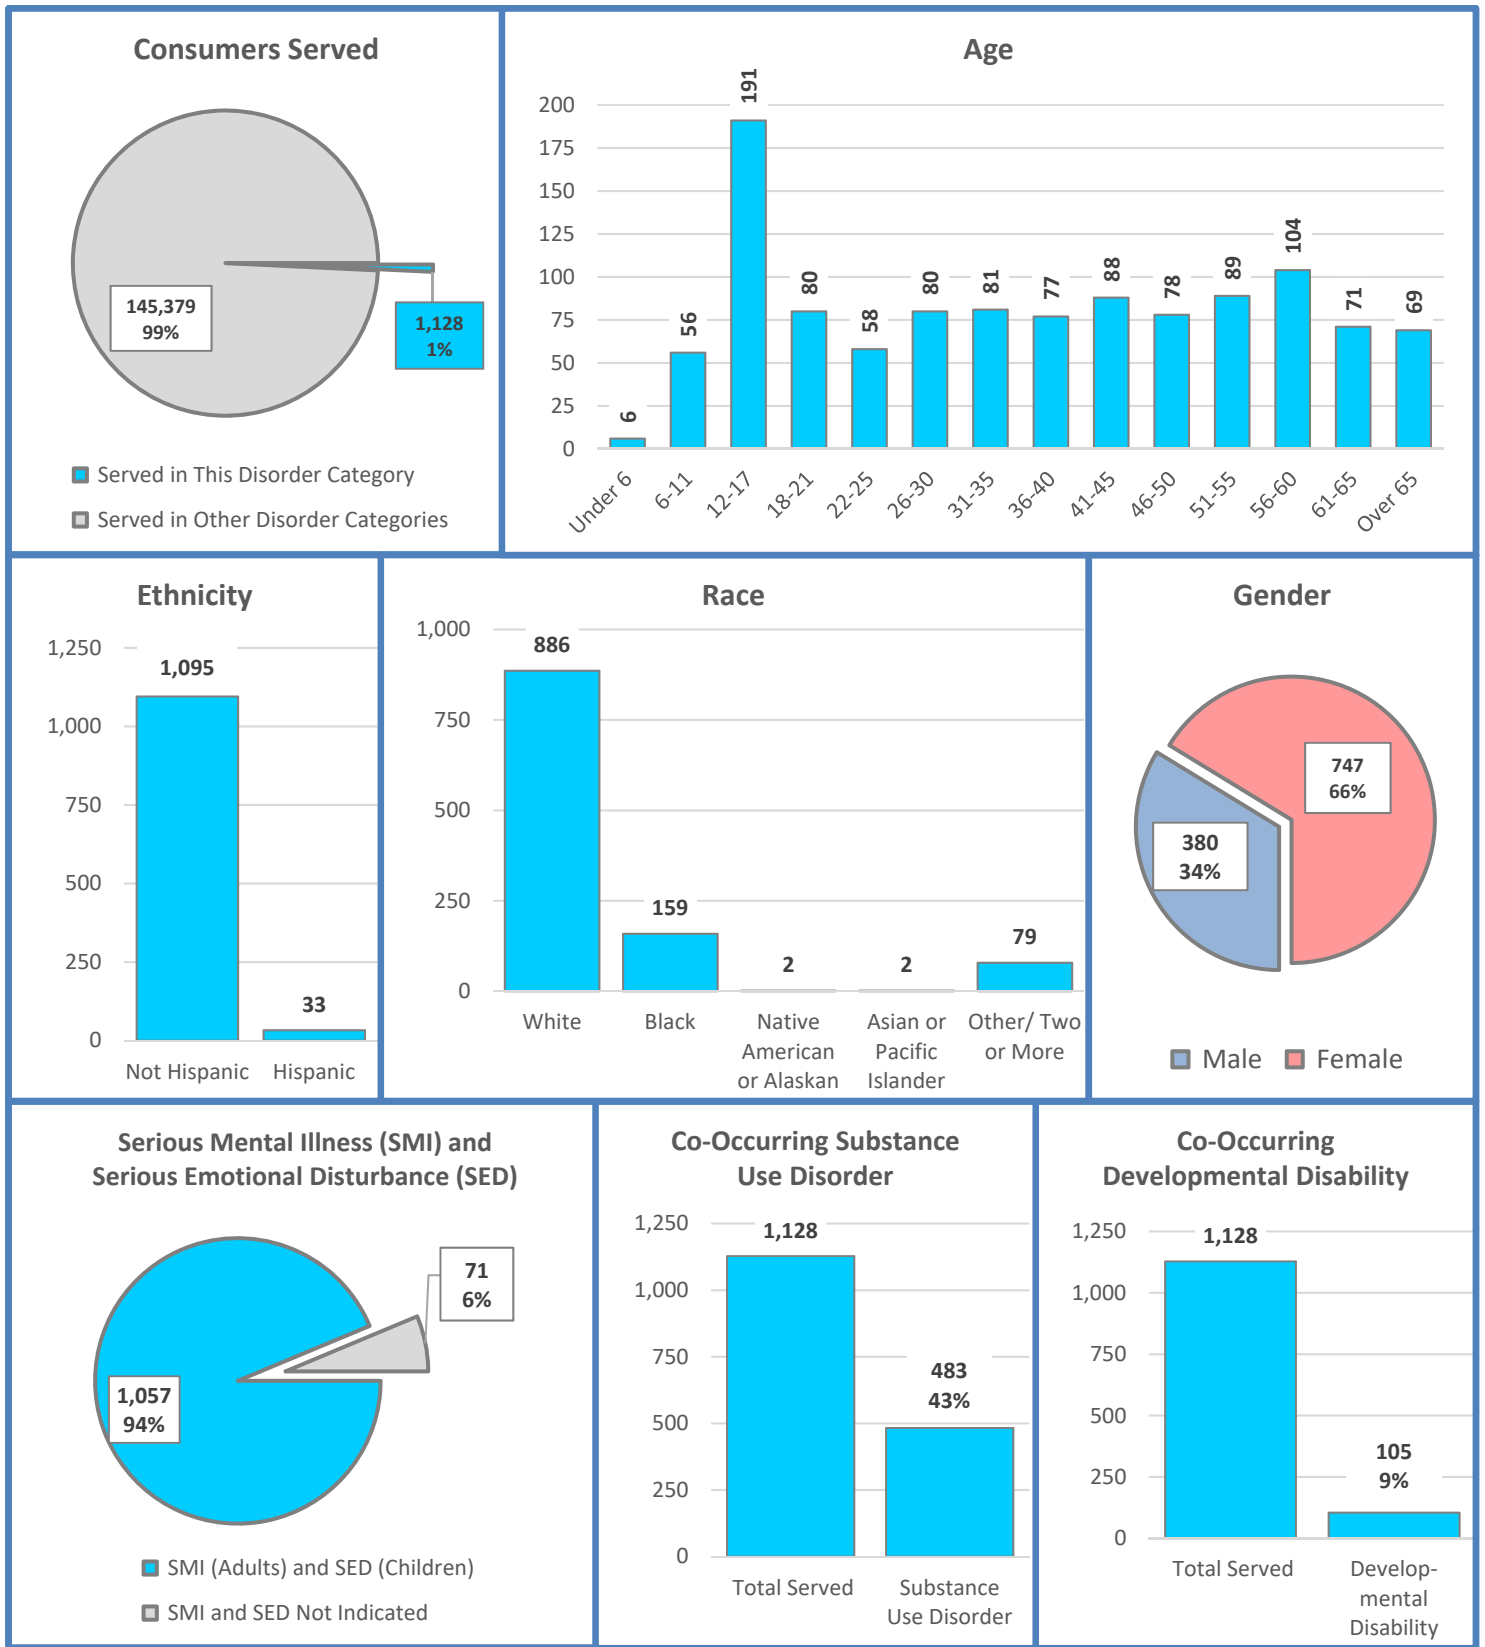 Consumers Served
145,379
99%
1,128
1%
Served in This Disorder Category
Served in Other Disorder Categories
Age
200
175
150
125
100
75
50
25
0
6
56
191
80
58
80
81
77
88
78
89
104
71
69
Under 6
6-11
12-17
18-21
22-25
26-30
31-35
36-40
41-45
46-50
51-55
56-60
61-65
Over 65
Ethnicity
1,250
1,000
750
500
250
0
1,095
33
Not Hispanic
Hispanic
Race
1,000
750
500
250
0
886
159
2
2
79
White
Black
Native
American
or Alaskan
Asian or
Pacific
Islander
Other/ Two
or More
Gender
747
66%
380
34%
Male
Female
Serious Mental Illness (SMI) and
Serious Emotional Disturbance (SED)
71
6%
1,057
94%
SMI (Adults) and SED (Children)
SMI and SED Not Indicated
Co-Occurring Substance
Use Disorder
1,250
1,000
750
500
250
0
1,128
483
43%
Total Served
Substance
Use Disorder
Co-Occurring
Developmental Disability
1,250
1,000
750
500
250
0
1,128
105
9%
Total Served
Develop-
mental
Disability